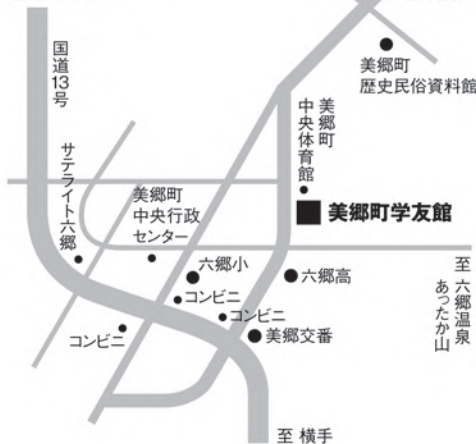 国道13号
美郷町
歴史民俗資料館
美郷町
中央体育館
サテライト六郷
美郷町
中央行政
センター
美郷町学友館
六郷小
六郷高
至 六郷温泉
あったか山
コンビニ
コンビニ
コンビニ
美郷交番
至 横手